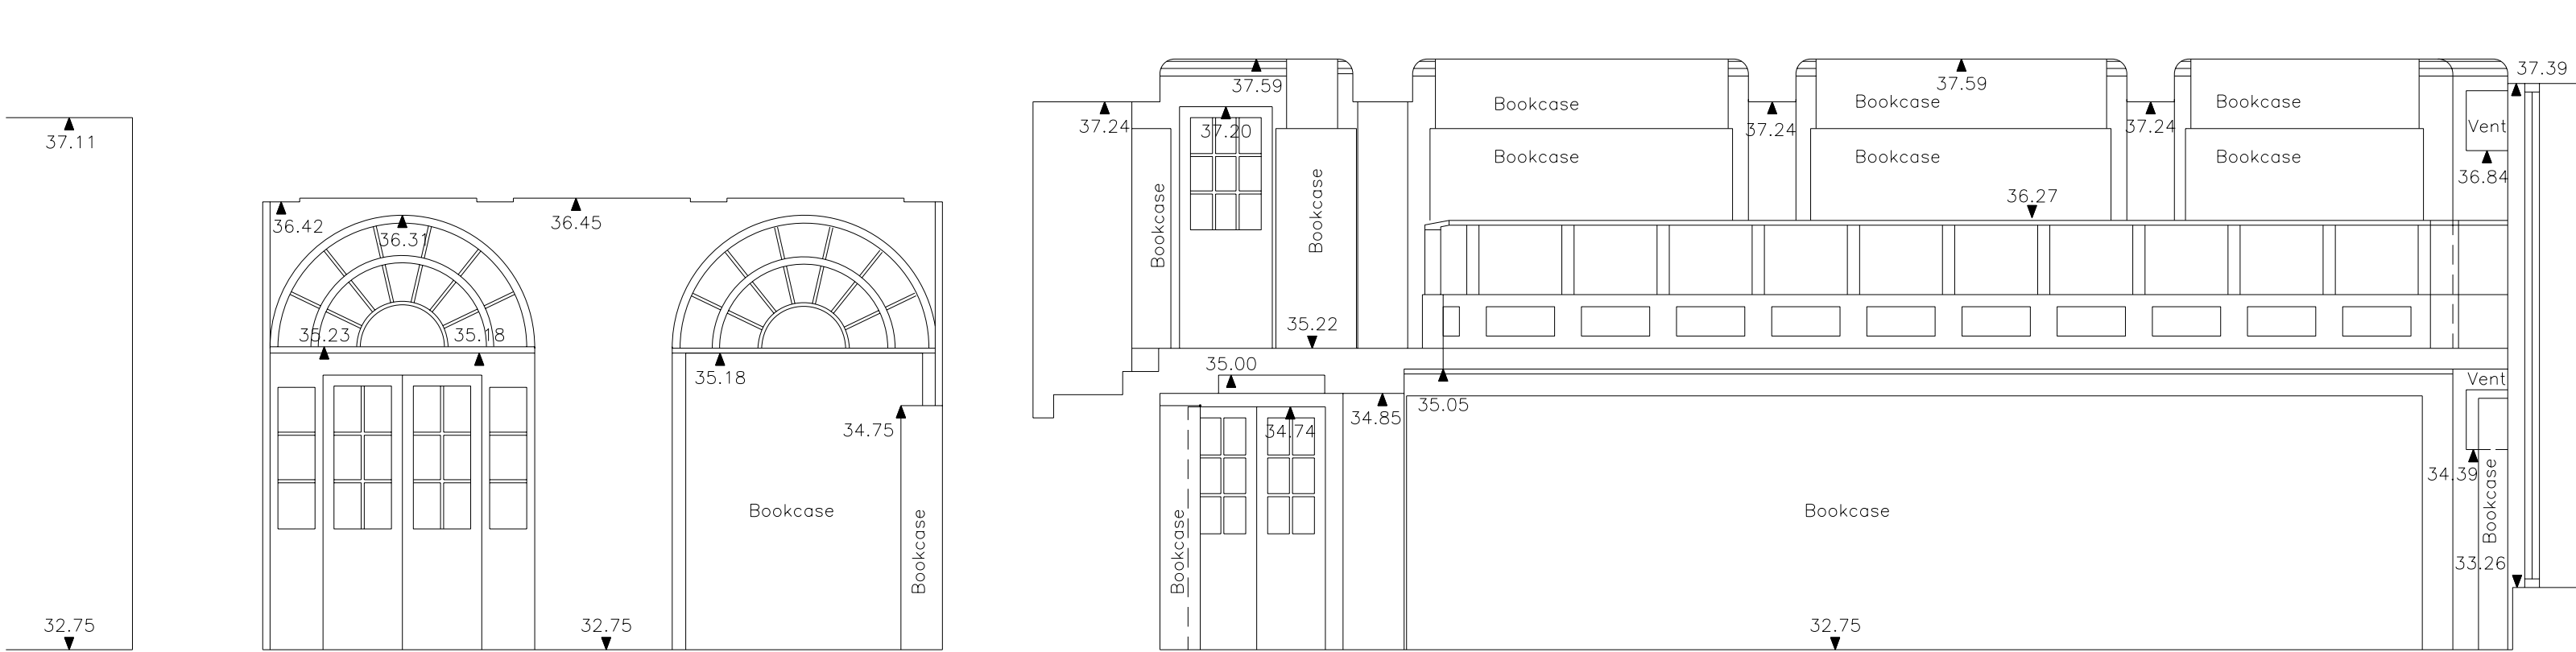 37.39
37.59
37.59
Bookcase
Bookcase
Bookcase
37.11
37.24
37.20
37.24
37.24
Vent
Bookcase
Bookcase
Bookcase
36.84
36.42
36.45
36.31
Bookcase
Bookcase
36.27
35.23
35.18
35.22
35.18
35.00
Vent
34.75
34.74
34.85
35.05
34.39
Bookcase
Bookcase
Bookcase
Bookcase
Bookcase
33.26
32.75
32.75
32.75